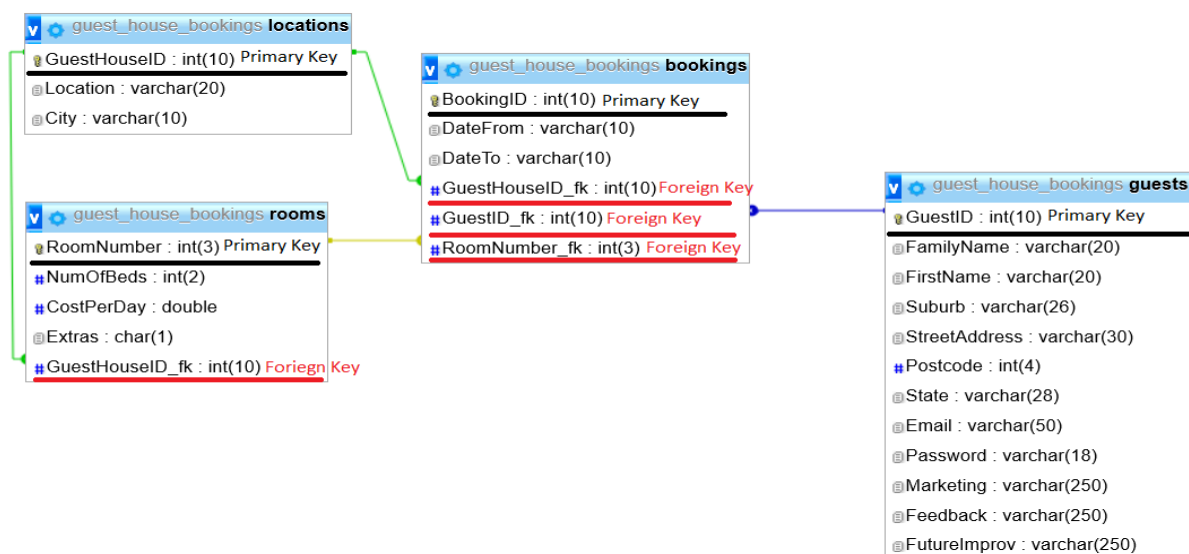 guest_house_bookings locations
GuestHouseID : int(10) Primary Key
Location : varchar(20)
City : varchar(10)
guest_house_bookings rooms
RoomNumber : int(3) Primary Key
NumOfBeds : int(2)
CostPerDay : double
Extras : char(1)
GuestHouseID_fk : int(10) Foriegn Key
guest_house_bookings bookings
BookingID : int(10) Primary Key
DateFrom : varchar(10)
DateTo : varchar(10)
GuestHouseID_fk : int(10) Foreign Key
GuestID_fk : int(10) Foreign Key
RoomNumber_fk : int(3) Foreign Key
guest_house_bookings guests
GuestID : int(10) Primary Key
FamilyName : varchar(20)
FirstName : varchar(20)
Suburb : varchar(26)
StreetAddress : varchar(30)
Postcode : int(4)
State : varchar(28)
Email : varchar(50)
Password : varchar(18)
Marketing : varchar(250)
Feedback : varchar(250)
FutureImprov : varchar(250)